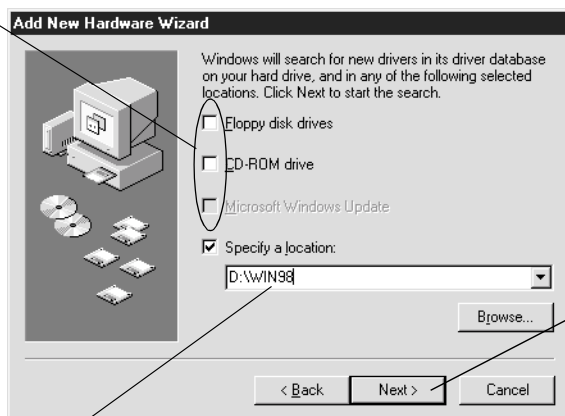 Add New Hardware Wizard
Windows will search for new drivers in its driver database
on your hard drive, and in any of the following selected
locations. Click Next to start the search.
Floppy disk drives
CD-ROM drive
Microsoft Windows Update
Specify a location:
D:\WIN98
Browse...
< Back
Next >
Cancel